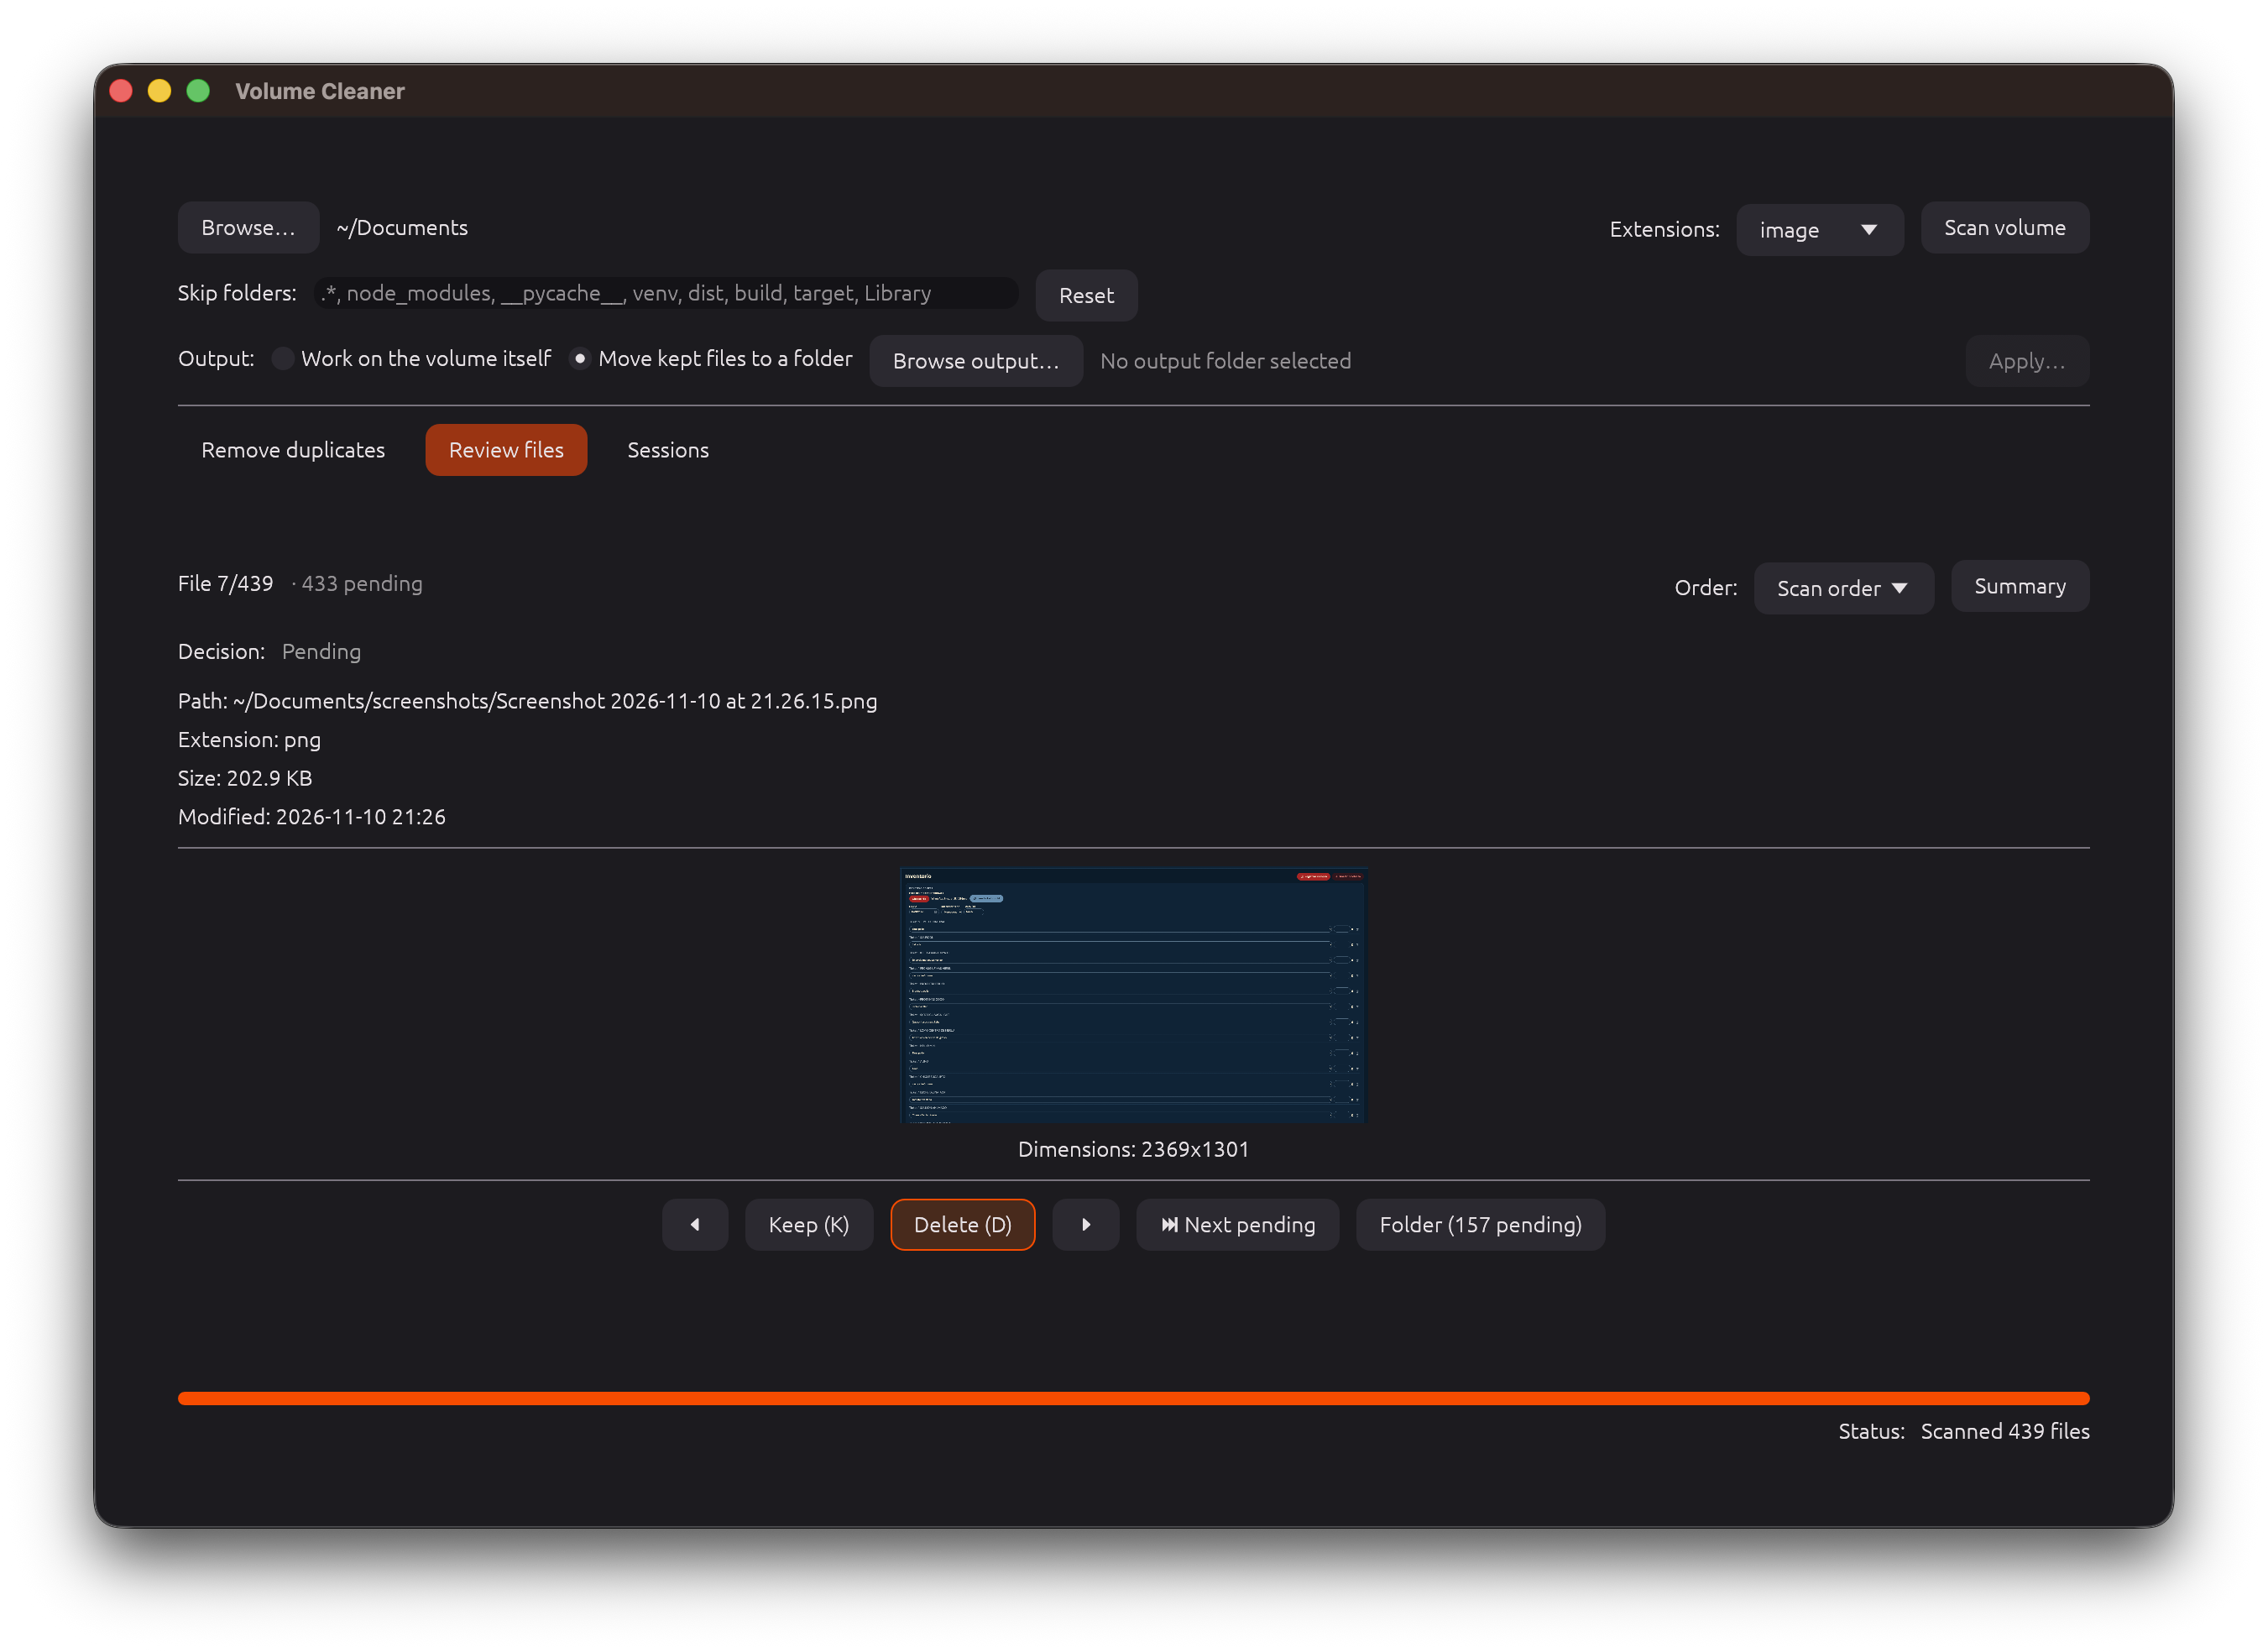 Volume Cleaner
Browse... ~/Documents Extensions: image Scan volume
Skip folders: .*, node_modules, __pycache__, venv, dist, build, target, Library Reset
Output: Work on the volume itself Move kept files to a folder Browse output... No output folder selected Apply...
Remove duplicates Review files Sessions
File 7/439 · 433 pending Order: Scan order Summary
Decision: Pending
Path: ~/Documents/screenshots/Screenshot 2026-11-10 at 21.26.15.png
Extension: png
Size: 202.9 KB
Modified: 2026-11-10 21:26
Inventario
Dimensions: 2369x1301
Keep (K) Delete (D) Next pending Folder (157 pending)
Status: Scanned 439 files